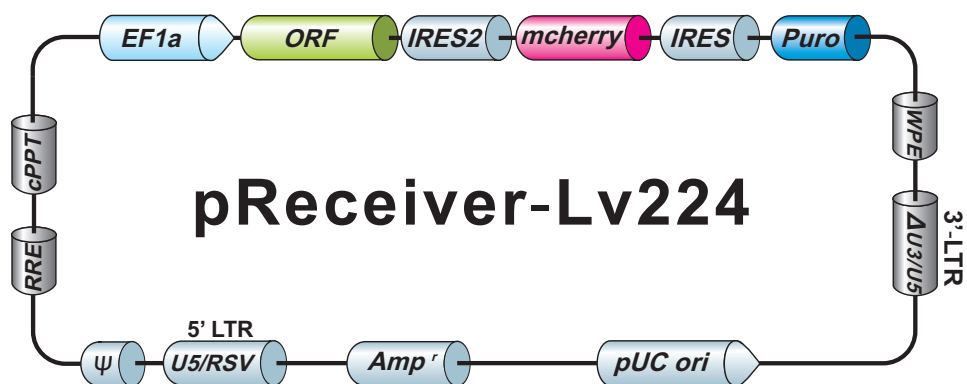 EF1a ORF IRES2 mcherry IRES Puro
cPPT
WPE
pReceiver-Lv224
RRE
ΔU3/U5
3’-LTR
5’ LTR
Ψ U5/RSV Amp r pUC ori